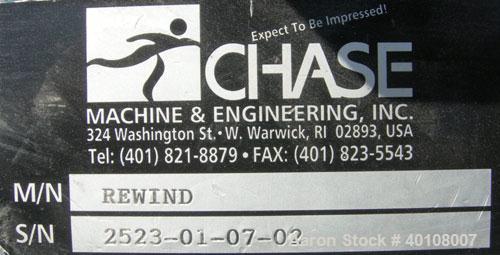 Expect To Be Impressed!
CHASE
MACHINE & ENGINEERING, INC.
324 Washington St. • W. Warwick, RI 02893, USA
Tel: (401) 821-8879 • FAX: (401) 823-5543
M/N REWIND
S/N 2523-01-07-02
Aaron Stock # 40108007